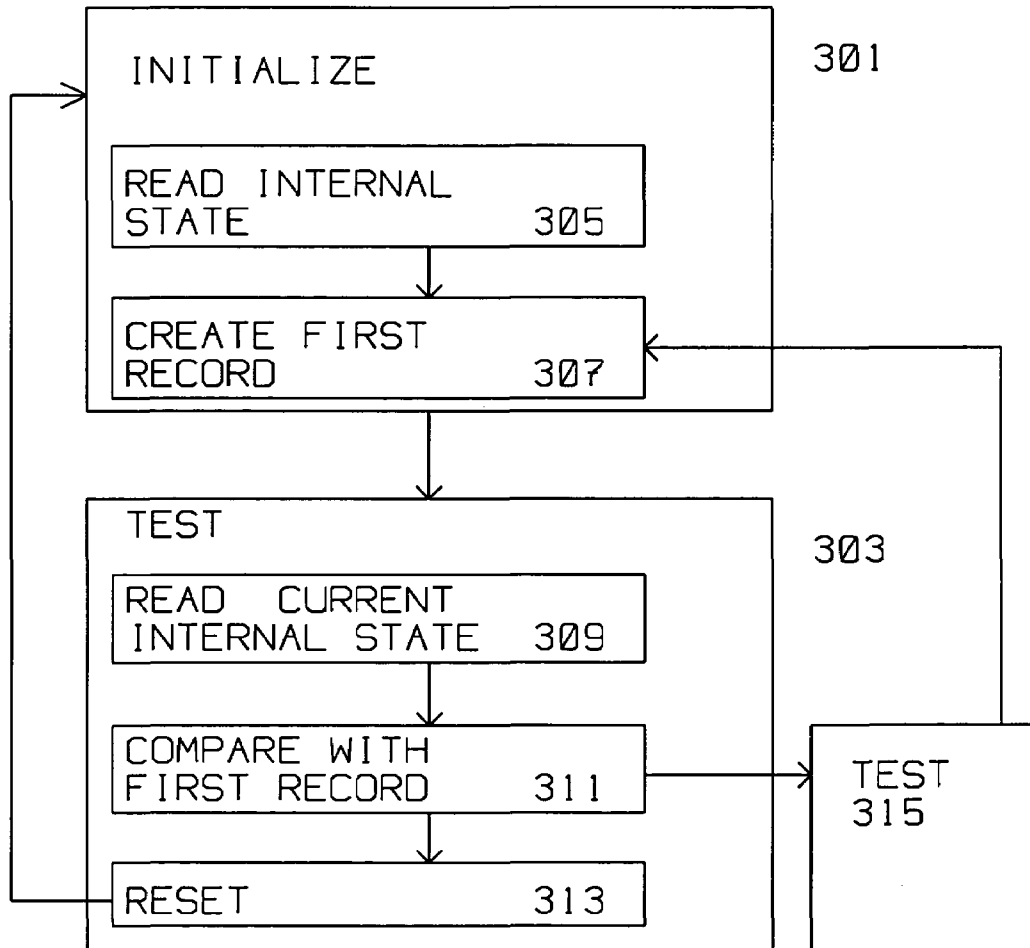 INITIALIZE
301
READ INTERNAL
STATE 305
CREATE FIRST
RECORD 307
TEST
303
READ CURRENT
INTERNAL STATE 309
COMPARE WITH
FIRST RECORD 311
TEST
315
RESET 313